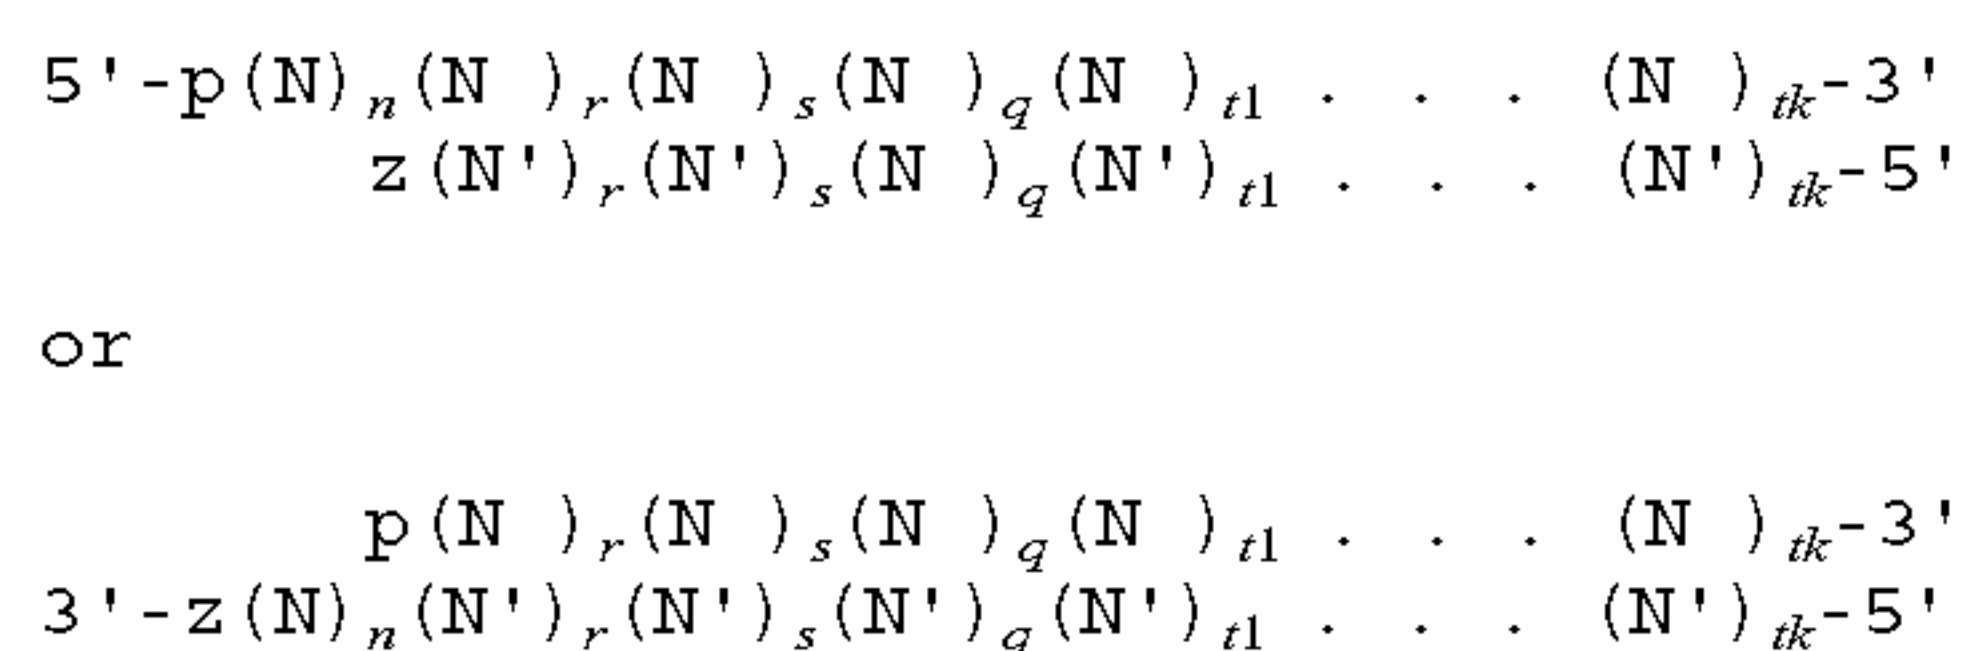 5'-p(N)n(N )r(N )s(N )q(N )t1 . . . (N )tk-3'
z(N')r(N')s(N )q(N')t1 . . . (N')tk-5'
or
p(N )r(N )s(N )q(N )t1 . . . (N )tk-3'
3'-z(N)n(N')r(N')s(N')q(N')t1 . . . (N')tk-5'